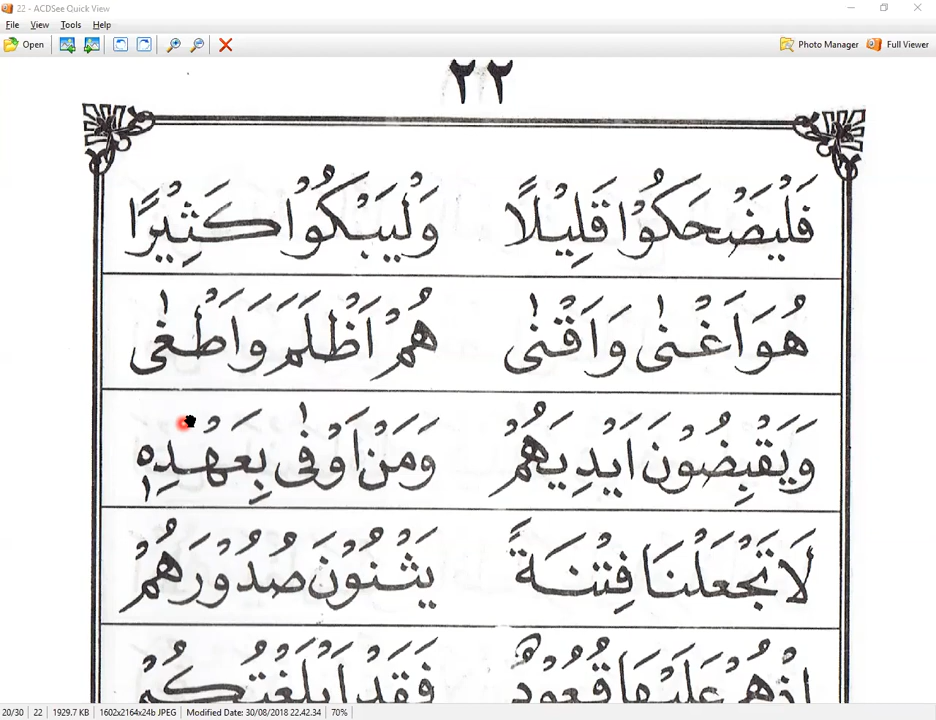 22 - ACDSee Quick View
File View Tools Help
Open Photo Manager Full Viewer
٢٢
فَلْيَضْحَكُوْا قَلِيْلًا وَلْيَبْكُوْا كَثِيْرًا
هُوَ اَغْنٰى وَاَقْنٰى هُمْ اَظْلَمَ وَاَطْغٰى
وَيَقْبِضُوْنَ اَيْدِيَهُمْ وَمَنْ اَوْفٰى بِعَهْدِهٖ
لَا تَجْعَلْنَا فِتْنَةً يَثْنُوْنَ صُدُوْرَهُمْ
اِذْهُمْ عَلَيْهَا قُعُوْدٌ فَقَدْ اَبْلَغْتُكُمْ
20/30 22 1929.7 KB 1602x2164x24b JPEG Modified Date: 30/08/2018 22.42.34 70%